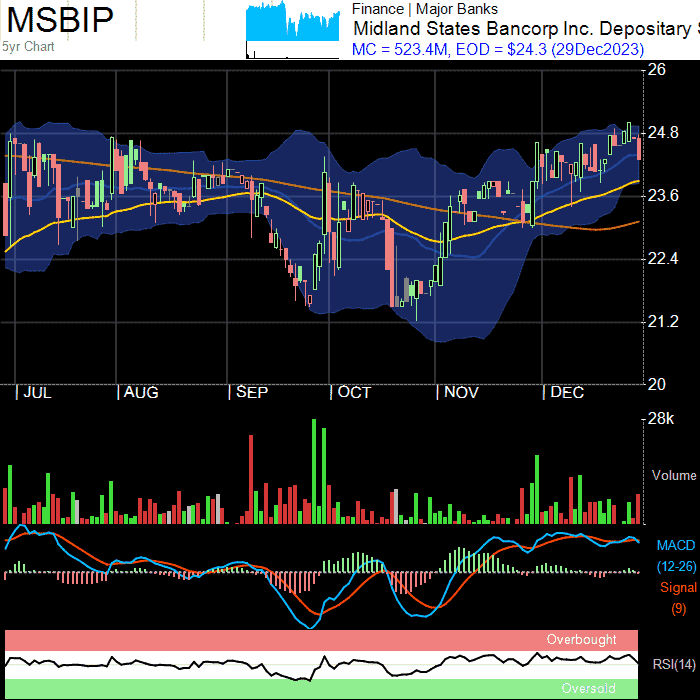 MSBIP
5yr Chart
Finance | Major Banks
Midland States Bancorp Inc. Depositary S
MC = 523.4M, EOD = $24.3 (29Dec2023)
26
24.8
23.6
22.4
21.2
20
JUL AUG SEP OCT NOV DEC
28k
Volume
MACD
(12-26)
Signal
(9)
Overbought
RSI(14)
Oversold